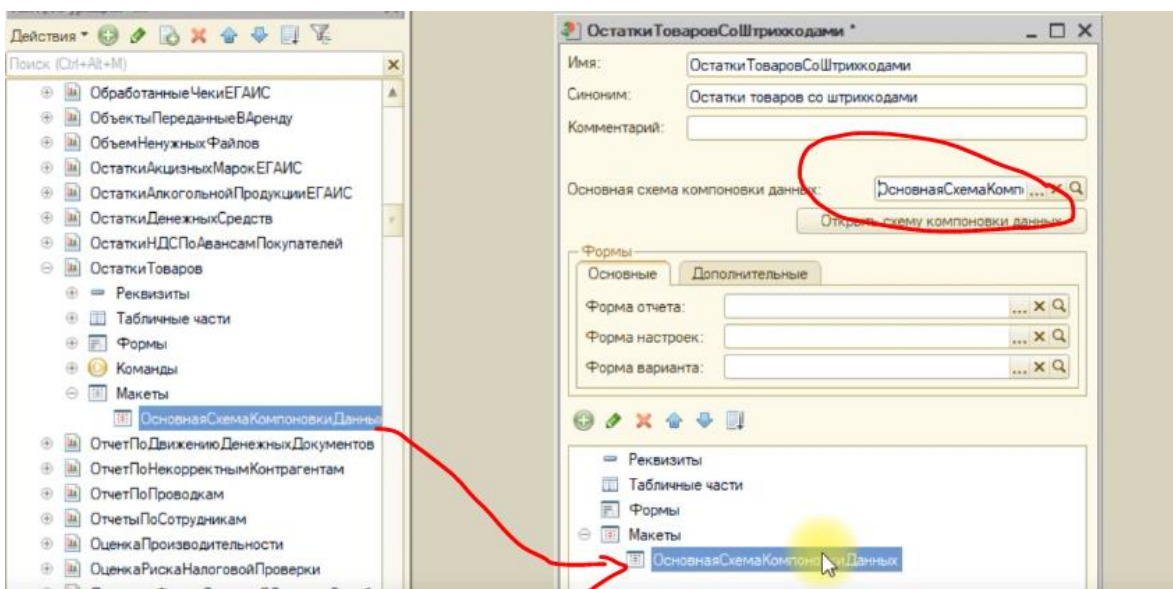 Действия
Поиск (Ctrl+Alt+M)
ОбработанныеЧекиЕГАИС
ОбъектыПереданныеВАренду
ОбъемНенужныхФайлов
ОстаткиАкцизныхМарокЕГАИС
ОстаткиАлкогольнойПродукцииЕГАИС
ОстаткиДенежныхСредств
ОстаткиНДСПоАвансамПокупателей
ОстаткиТоваров
Реквизиты
Табличные части
Формы
Команды
Макеты
ОсновнаяСхемаКомпоновкиДанных
ОтчетПоДвижениюДенежныхДокументов
ОтчетПоНекорректнымКонтрагентам
ОтчетПоПроводкам
ОтчетыПоСотрудникам
ОценкаПроизводительности
ОценкаРискаНалоговойПроверки
ОстаткиТоваровСоШтрихкодами *
Имя: ОстаткиТоваровСоШтрихкодами
Синоним: Остатки товаров со штрихкодами
Комментарий:
Основная схема компоновки данных: ОсновнаяСхемаКомп ...
Открыть схему компоновки данных
Формы
Основные Дополнительные
Форма отчета: ...
Форма настроек: ...
Форма варианта: ...
Реквизиты
Табличные части
Формы
Макеты
ОсновнаяСхемаКомпоновкиДанных